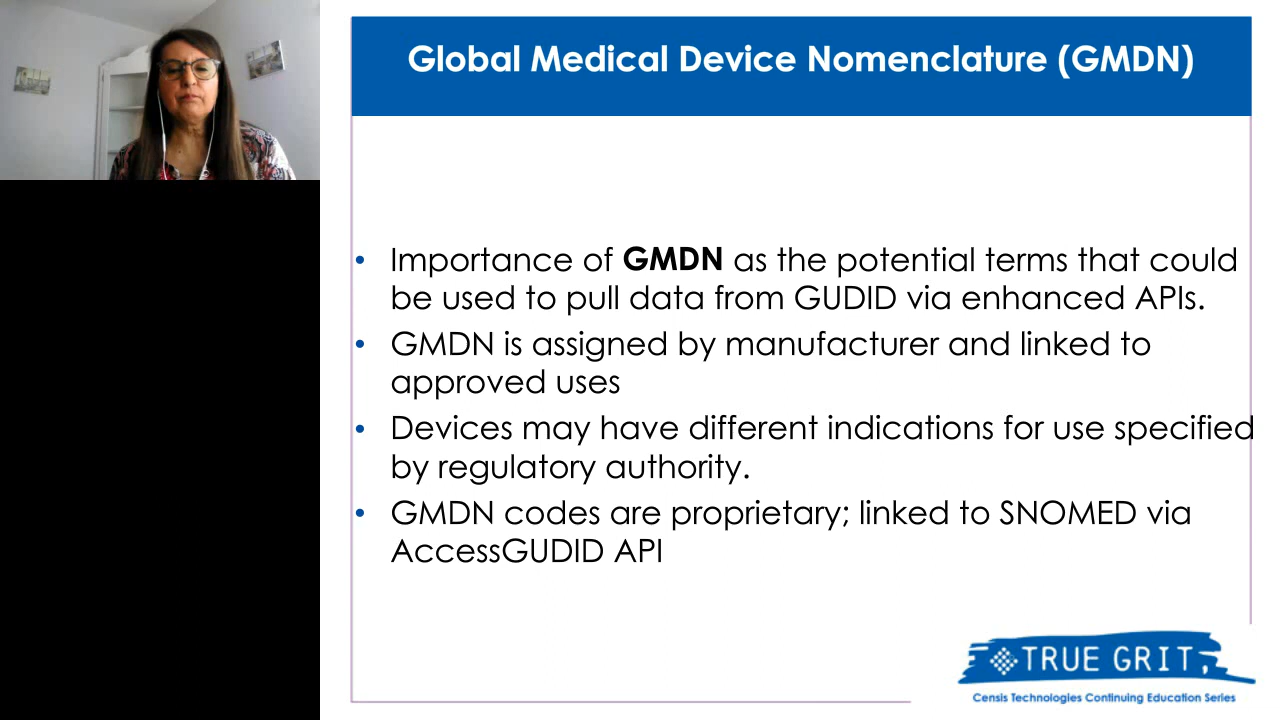 Global Medical Device Nomenclature (GMDN)
• Importance of GMDN as the potential terms that could
be used to pull data from GUDID via enhanced APIs.
• GMDN is assigned by manufacturer and linked to
approved uses
• Devices may have different indications for use specified
by regulatory authority.
• GMDN codes are proprietary; linked to SNOMED via
AccessGUDID API
TRUE GRIT
Censis Technologies Continuing Education Series